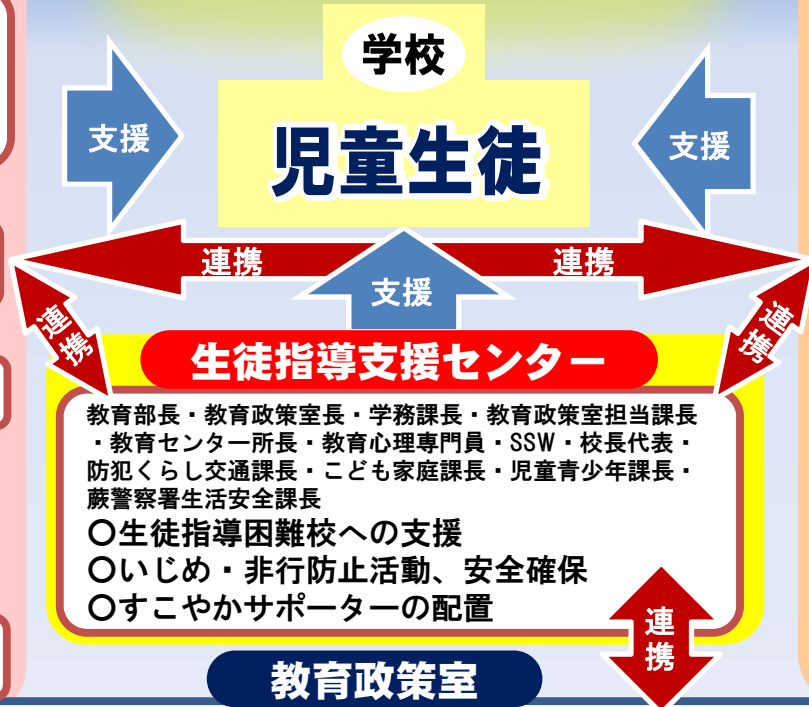 学校
児童生徒
支援
支援
連携
連携
支援
連携
連携
生徒指導支援センター
教育部長・教育政策室長・学務課長・教育政策室担当課長
・教育センター所長・教育心理専門員・SSW・校長代表・
防犯くらし交通課長・こども家庭課長・児童青少年課長・
蕨警察署生活安全課長
〇生徒指導困難校への支援
〇いじめ・非行防止活動、安全確保
〇すこやかサポーターの配置
連携
教育政策室